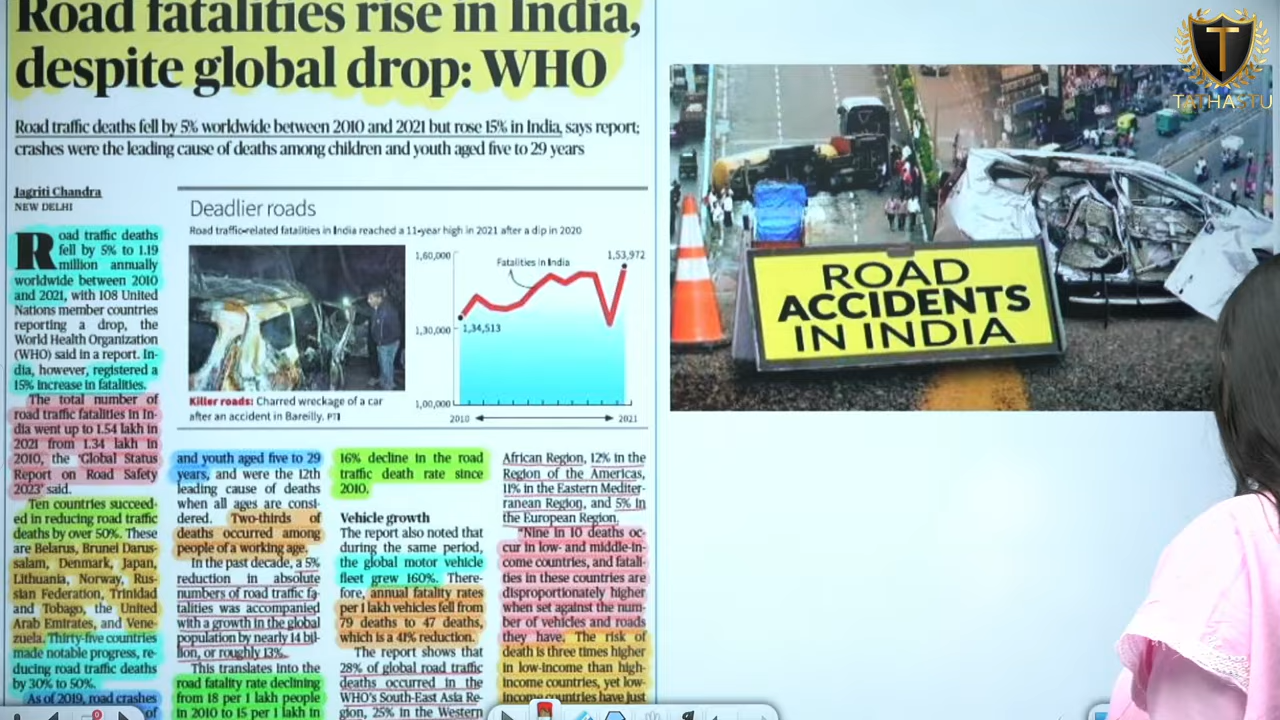 Road fatalities rise in India,
despite global drop: WHO
Road traffic deaths fell by 5% worldwide between 2010 and 2021 but rose 15% in India, says report;
crashes were the leading cause of deaths among children and youth aged five to 29 years
Jagriti Chandra
NEW DELHI
Road traffic deaths
fell by 5% to 1.19
million annually
worldwide between 2010
and 2021, with 108 United
Nations member countries
reporting a drop, the
World Health Organization
(WHO) said in a report. In-
dia, however, registered a
15% increase in fatalities.
The total number of
road traffic fatalities in In-
dia went up to 1.54 lakh in
2021 from 1.34 lakh in
2010, the 'Global Status
Report on Road Safety
2023' said.
Ten countries succeed-
ed in reducing road traffic
deaths by over 50%. These
are Belarus, Brunei Darus-
salam, Denmark, Japan,
Lithuania, Norway, Rus-
sian Federation, Trinidad
and Tobago, the United
Arab Emirates, and Vene-
zuela. Thirty-five countries
made notable progress, re-
ducing road traffic deaths
by 30% to 50%.
As of 2019, road crashes
of
Deadlier roads
Road traffic-related fatalities in India reached a 11-year high in 2021 after a dip in 2020
1,60,000
Fatalities in India
1,53,972
1,30,000
1,34,513
1,00,000
2010
2021
Killer roads: Charred wreckage of a car
after an accident in Bareilly. PTI
and youth aged five to 29
years, and were the 12th
leading cause of deaths
when all ages are consi-
dered. Two-thirds of
deaths occurred among
people of a working age.
In the past decade, a 5%
reduction in absolute
numbers of road traffic fa-
talities was accompanied
with a growth in the global
population by nearly 14 bil-
lion, or roughly 13%.
This translates into the
road fatality rate declining
from 18 per 1 lakh people
in 2010 to 15 per 1 lakh in
16% decline in the road
traffic death rate since
2010.
Vehicle growth
The report also noted that
during the same period,
the global motor vehicle
fleet grew 160%. There-
fore, annual fatality rates
per 1 lakh vehicles fell from
79 deaths to 47 deaths,
which is a 41% reduction.
The report shows that
28% of global road traffic
deaths occurred in the
WHO's South-East Asia Re-
gion, 25% in the Western
African Region, 12% in the
Region of the Americas,
11% in the Eastern Mediter-
ranean Region, and 5% in
the European Region.
"Nine in 10 deaths oc-
cur in low- and middle-in-
come countries, and fatali-
ties in these countries are
disproportionately higher
when set against the num-
ber of vehicles and roads
they have. The risk of
death is three times higher
in low-income than high-
income countries, yet low-
income countries have just
ROAD
ACCIDENTS
IN INDIA
T
TATHASTU